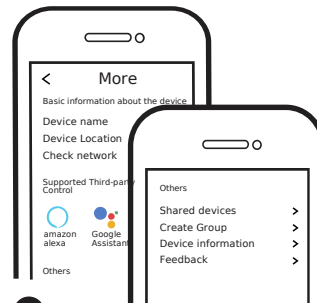 More
Basic information about the device
Device name
Device Location
Check network
Supported Third-party
Control
amazon
alexa
Google
Assistant
Others
Others
Shared devices
Create Group
Device information
Feedback